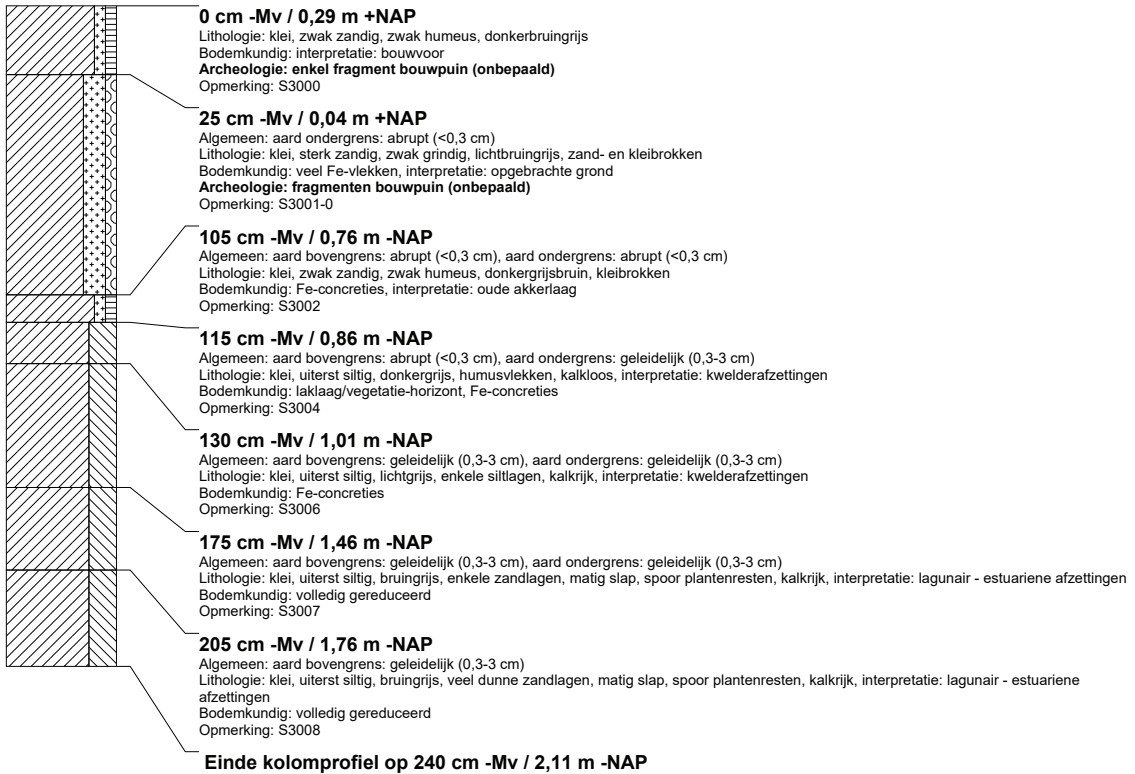 0 cm -Mv / 0,29 m +NAP
Lithologie: klei, zwak zandig, zwak humeus, donkerbruingrijs
Bodemkundig: interpretatie: bouwvoor
Archeologie: enkel fragment bouwpuin (onbepaald)
Opmerking: S3000
25 cm -Mv / 0,04 m +NAP
Algemeen: aard ondergrens: abrupt (<0,3 cm)
Lithologie: klei, sterk zandig, zwak grindig, lichtbruingrijs, zand- en kleibrokken
Bodemkundig: veel Fe-vlekken, interpretatie: opgebrachte grond
Archeologie: fragmenten bouwpuin (onbepaald)
Opmerking: S3001-0
105 cm -Mv / 0,76 m -NAP
Algemeen: aard bovengrens: abrupt (<0,3 cm), aard ondergrens: abrupt (<0,3 cm)
Lithologie: klei, zwak zandig, zwak humeus, donkergrijsbruin, kleibrokken
Bodemkundig: Fe-concreties, interpretatie: oude akkerlaag
Opmerking: S3002
115 cm -Mv / 0,86 m -NAP
Algemeen: aard bovengrens: abrupt (<0,3 cm), aard ondergrens: geleidelijk (0,3-3 cm)
Lithologie: klei, uiterst siltig, donkergrijs, humusvlekken, kalkloos, interpretatie: kwelderafzettingen
Bodemkundig: laklaag/vegetatie-horizont, Fe-concreties
Opmerking: S3004
130 cm -Mv / 1,01 m -NAP
Algemeen: aard bovengrens: geleidelijk (0,3-3 cm), aard ondergrens: geleidelijk (0,3-3 cm)
Lithologie: klei, uiterst siltig, lichtgrijs, enkele siltlagen, kalkrijk, interpretatie: kwelderafzettingen
Bodemkundig: Fe-concreties
Opmerking: S3006
175 cm -Mv / 1,46 m -NAP
Algemeen: aard bovengrens: geleidelijk (0,3-3 cm), aard ondergrens: geleidelijk (0,3-3 cm)
Lithologie: klei, uiterst siltig, bruingrijs, enkele zandlagen, matig slap, spoor plantenresten, kalkrijk, interpretatie: lagunair - estuariene afzettingen
Bodemkundig: volledig gereduceerd
Opmerking: S3007
205 cm -Mv / 1,76 m -NAP
Algemeen: aard bovengrens: geleidelijk (0,3-3 cm)
Lithologie: klei, uiterst siltig, bruingrijs, veel dunne zandlagen, matig slap, spoor plantenresten, kalkrijk, interpretatie: lagunair - estuariene
afzettingen
Bodemkundig: volledig gereduceerd
Opmerking: S3008
Einde kolomprofiel op 240 cm -Mv / 2,11 m -NAP